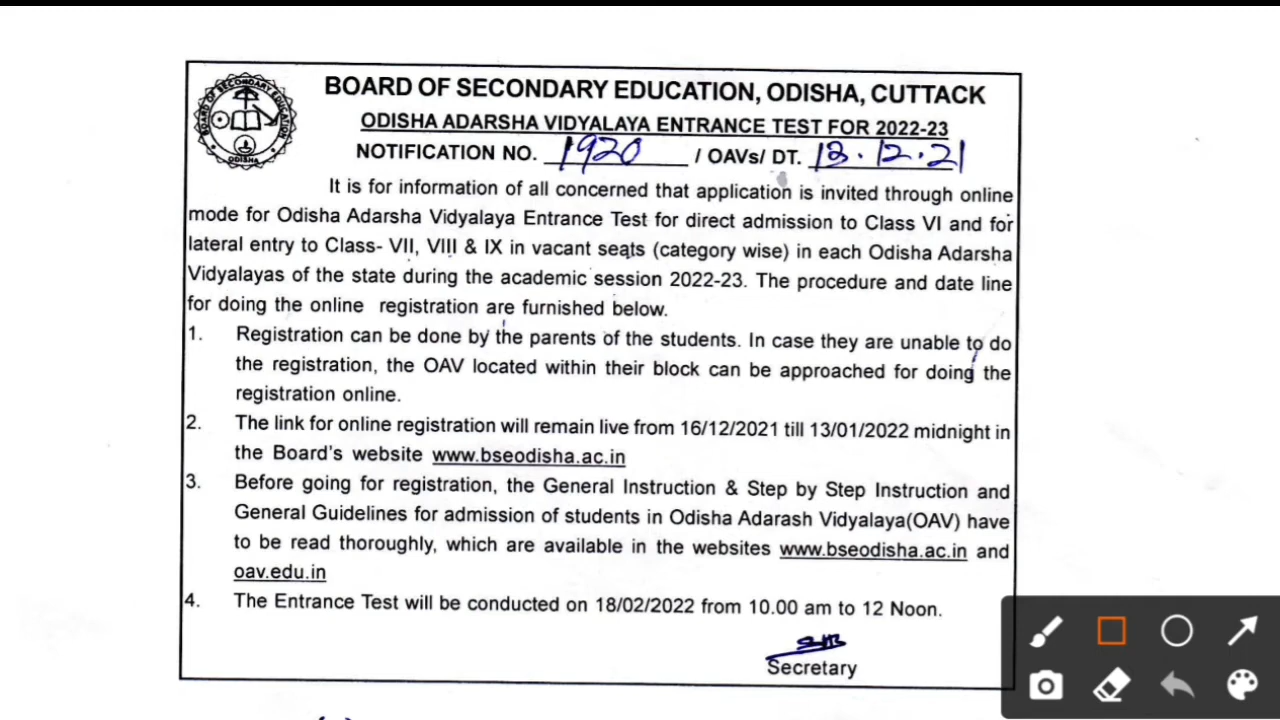 BOARD OF SECONDARY EDUCATION
ODISHA
BOARD OF SECONDARY EDUCATION, ODISHA, CUTTACK
ODISHA ADARSHA VIDYALAYA ENTRANCE TEST FOR 2022-23
NOTIFICATION NO. 1920 / OAVs/ DT. 13.12.21
It is for information of all concerned that application is invited through online
mode for Odisha Adarsha Vidyalaya Entrance Test for direct admission to Class VI and for
lateral entry to Class- VII, VIII & IX in vacant seats (category wise) in each Odisha Adarsha
Vidyalayas of the state during the academic session 2022-23. The procedure and date line
for doing the online registration are furnished below.
1. Registration can be done by the parents of the students. In case they are unable to do
the registration, the OAV located within their block can be approached for doing the
registration online.
2. The link for online registration will remain live from 16/12/2021 till 13/01/2022 midnight in
the Board's website www.bseodisha.ac.in
3. Before going for registration, the General Instruction & Step by Step Instruction and
General Guidelines for admission of students in Odisha Adarash Vidyalaya(OAV) have
to be read thoroughly, which are available in the websites www.bseodisha.ac.in and
oav.edu.in
4. The Entrance Test will be conducted on 18/02/2022 from 10.00 am to 12 Noon.
Secretary